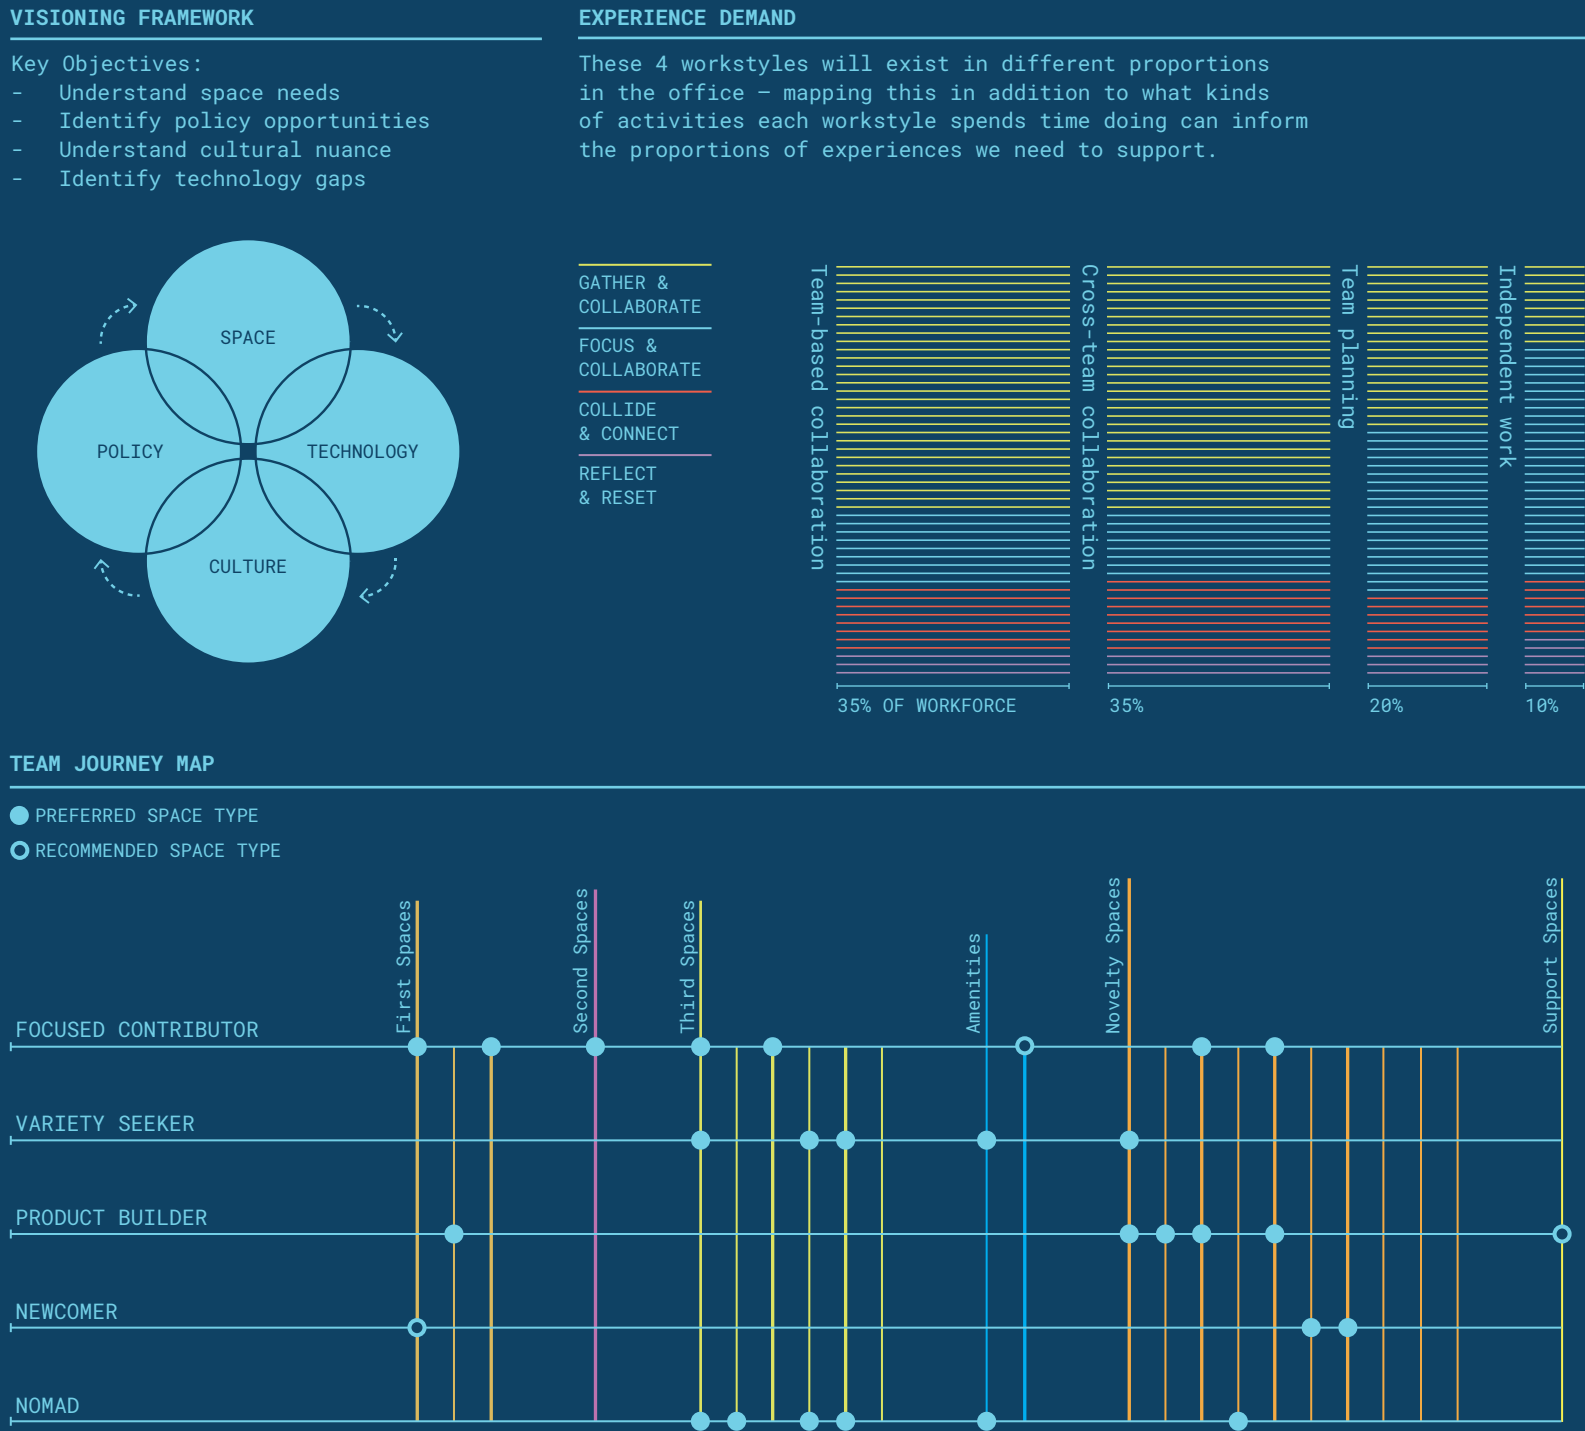 VISIONING FRAMEWORK
Key Objectives:
- Understand space needs
- Identify policy opportunities
- Understand cultural nuance
- Identify technology gaps
SPACE
POLICY
TECHNOLOGY
CULTURE
EXPERIENCE DEMAND
These 4 workstyles will exist in different proportions
in the office — mapping this in addition to what kinds
of activities each workstyle spends time doing can inform
the proportions of experiences we need to support.
GATHER &
COLLABORATE
FOCUS &
COLLABORATE
COLLIDE
& CONNECT
REFLECT
& RESET
Team-based collaboration
Cross-team collaboration
Team planning
Independent work
35% OF WORKFORCE
35%
20%
10%
TEAM JOURNEY MAP
PREFERRED SPACE TYPE
RECOMMENDED SPACE TYPE
First Spaces
Second Spaces
Third Spaces
Amenities
Novelty Spaces
Support Spaces
FOCUSED CONTRIBUTOR
VARIETY SEEKER
PRODUCT BUILDER
NEWCOMER
NOMAD